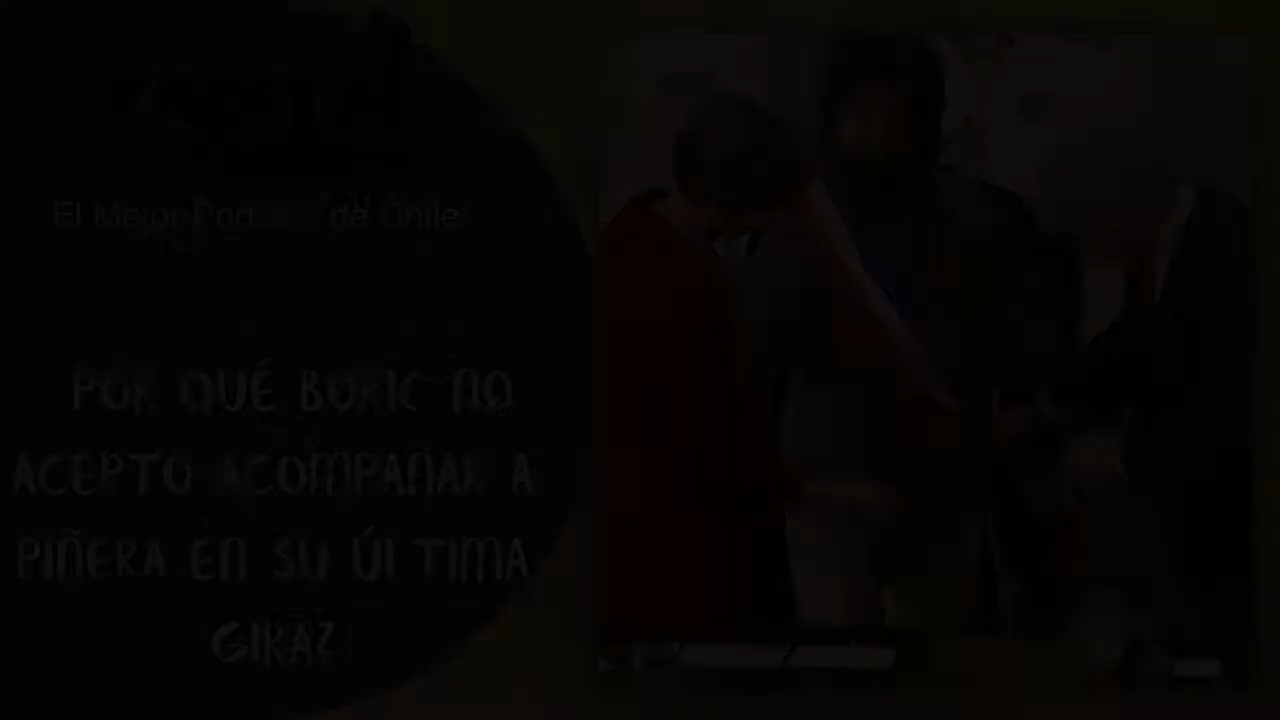 El Mejor Podcast de Chile
POR QUÉ BORIC NO
ACEPTO ACOMPAÑAR A
PIÑERA EN SU ÚLTIMA
GIRA?